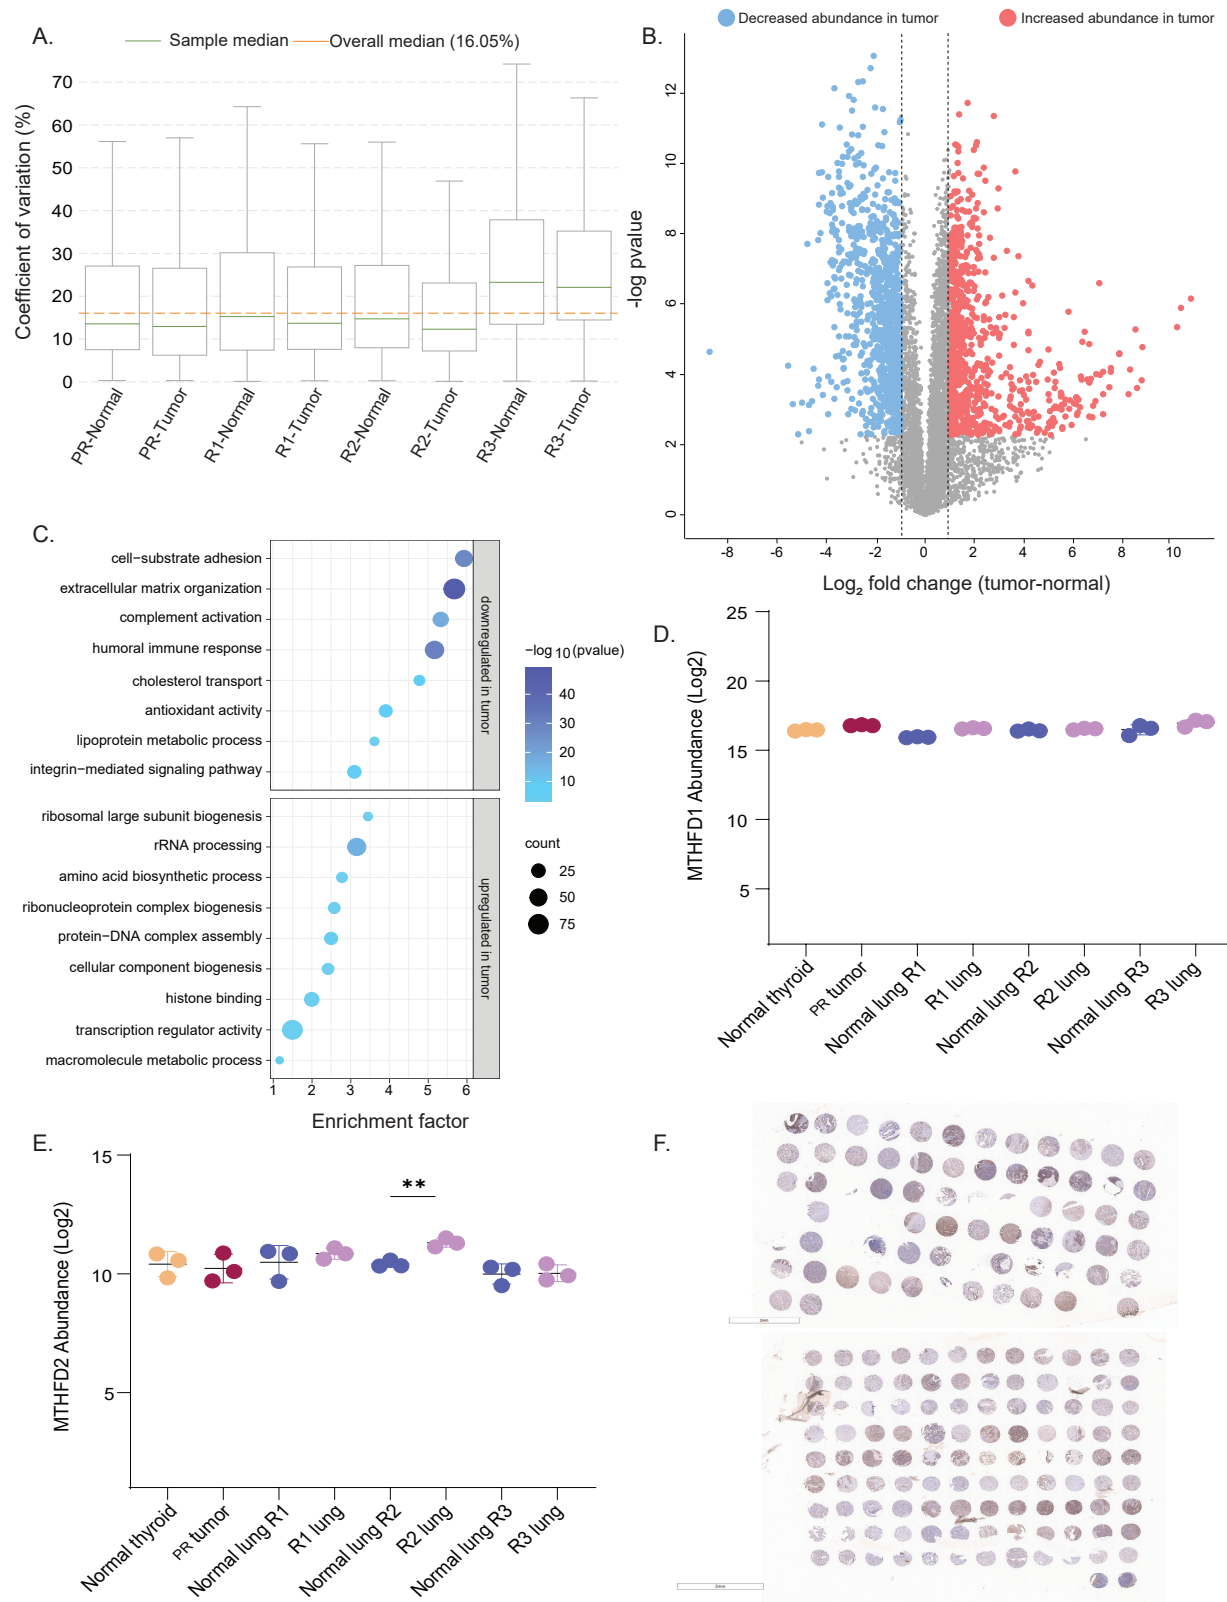 A.
Sample median
Overall median (16.05%)
Coefficient of variation (%)
70
60
50
40
30
20
10
0
PR-Normal
PR-Tumor
R1-Normal
R1-Tumor
R2-Normal
R2-Tumor
R3-Normal
R3-Tumor
B.
Decreased abundance in tumor
Increased abundance in tumor
-log pvalue
12
10
8
6
4
2
0
-8
-6
-4
-2
0
2
4
6
8
10
Log₂ fold change (tumor-normal)
C.
cell−substrate adhesion
extracellular matrix organization
complement activation
humoral immune response
cholesterol transport
antioxidant activity
lipoprotein metabolic process
integrin−mediated signaling pathway
downregulated in tumor
ribosomal large subunit biogenesis
rRNA processing
amino acid biosynthetic process
ribonucleoprotein complex biogenesis
protein−DNA complex assembly
cellular component biogenesis
histone binding
transcription regulator activity
macromolecule metabolic process
upregulated in tumor
1
2
3
4
5
6
Enrichment factor
−log10(pvalue)
40
30
20
10
count
25
50
75
D.
MTHFD1 Abundance (Log2)
25
20
15
10
5
Normal thyroid
PR tumor
Normal lung R1
R1 lung
Normal lung R2
R2 lung
Normal lung R3
R3 lung
E.
MTHFD2 Abundance (Log2)
15
10
5
**
Normal thyroid
PR tumor
Normal lung R1
R1 lung
Normal lung R2
R2 lung
Normal lung R3
R3 lung
F.